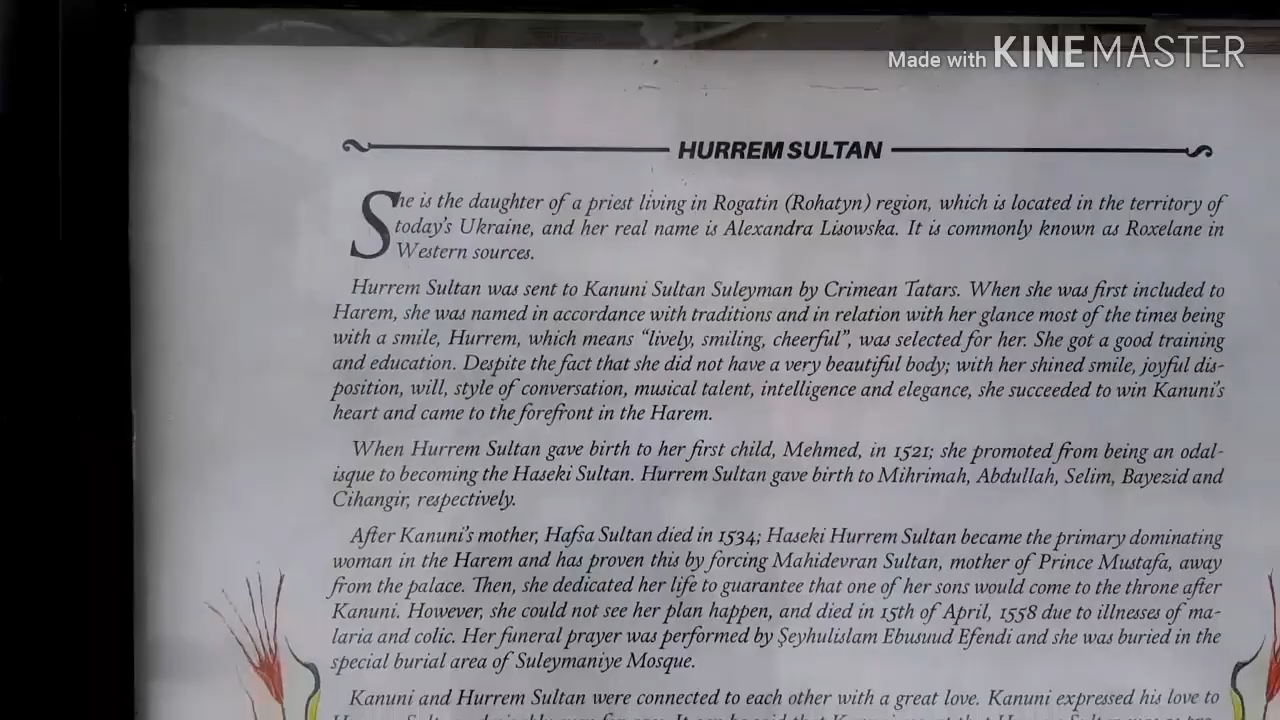 Made with KINEMASTER
HURREM SULTAN
She is the daughter of a priest living in Rogatin (Rohatyn) region, which is located in the territory of
today's Ukraine, and her real name is Alexandra Lisowska. It is commonly known as Roxelane in
Western sources.
Hurrem Sultan was sent to Kanuni Sultan Suleyman by Crimean Tatars. When she was first included to
Harem, she was named in accordance with traditions and in relation with her glance most of the times being
with a smile, Hurrem, which means “lively, smiling, cheerful”, was selected for her. She got a good training
and education. Despite the fact that she did not have a very beautiful body; with her shined smile, joyful dis-
position, will, style of conversation, musical talent, intelligence and elegance, she succeeded to win Kanuni's
heart and came to the forefront in the Harem.
When Hurrem Sultan gave birth to her first child, Mehmed, in 1521; she promoted from being an odal-
isque to becoming the Haseki Sultan. Hurrem Sultan gave birth to Mihrimah, Abdullah, Selim, Bayezid and
Cihangir, respectively.
After Kanuni's mother, Hafsa Sultan died in 1534; Haseki Hurrem Sultan became the primary dominating
woman in the Harem and has proven this by forcing Mahidevran Sultan, mother of Prince Mustafa, away
from the palace. Then, she dedicated her life to guarantee that one of her sons would come to the throne after
Kanuni. However, she could not see her plan happen, and died in 15th of April, 1558 due to illnesses of ma-
laria and colic. Her funeral prayer was performed by Şeyhulislam Ebusuud Efendi and she was buried in the
special burial area of Suleymaniye Mosque.
Kanuni and Hurrem Sultan were connected to each other with a great love. Kanuni expressed his love to